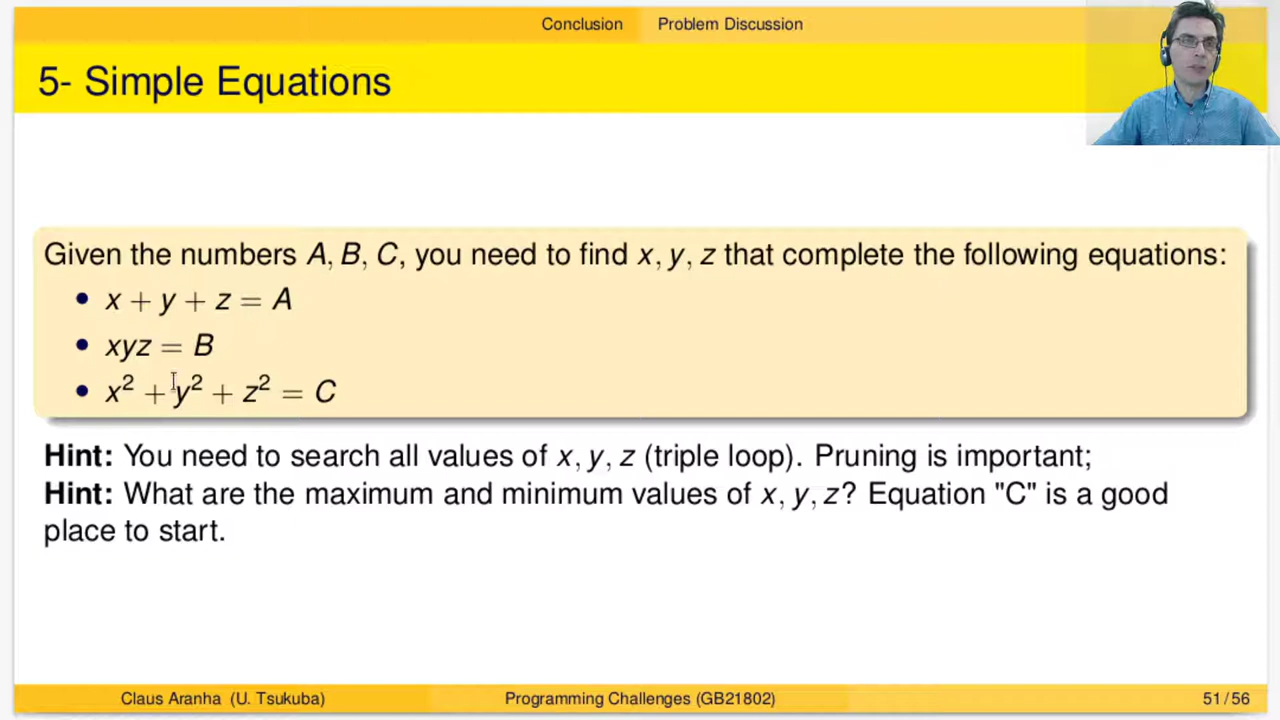 Conclusion Problem Discussion
5- Simple Equations
Given the numbers A, B, C, you need to find x, y, z that complete the following equations:
• x + y + z = A
• xyz = B
• x² + y² + z² = C
Hint: You need to search all values of x, y, z (triple loop). Pruning is important;
Hint: What are the maximum and minimum values of x, y, z? Equation "C" is a good
place to start.
Claus Aranha (U. Tsukuba) Programming Challenges (GB21802) 51 / 56